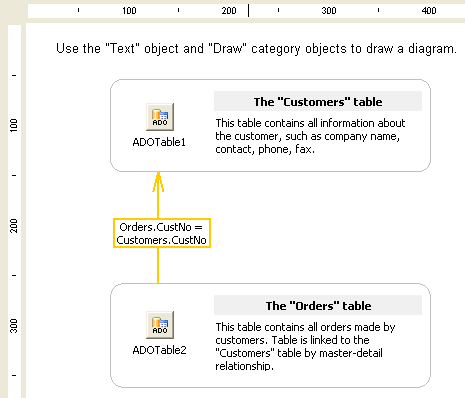 100 200 300 400
Use the "Text" object and "Draw" category objects to draw a diagram.
The "Customers" table
ADO
ADOTable1
This table contains all information about
the customer, such as company name,
contact, phone, fax.
100
Orders.CustNo =
Customers.CustNo
200
The "Orders" table
ADO
ADOTable2
This table contains all orders made by
customers. Table is linked to the
"Customers" table by master-detail
relationship.
300